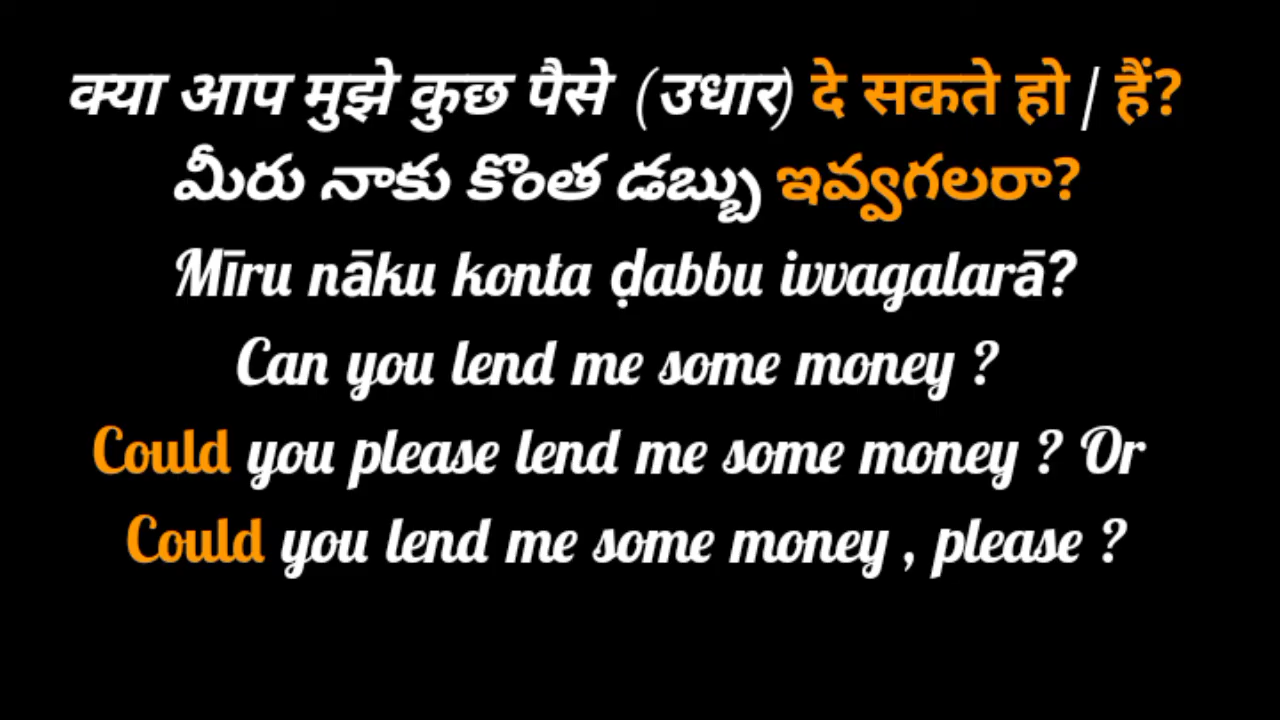 क्या आप मुझे कुछ पैसे (उधार) दे सकते हो / हैं?
మీరు నాకు కొంత డబ్బు ఇవ్వగలరా?
Mīru nāku konta ḍabbu ivvagalarā?
Can you lend me some money ?
Could you please lend me some money ? Or
Could you lend me some money , please ?